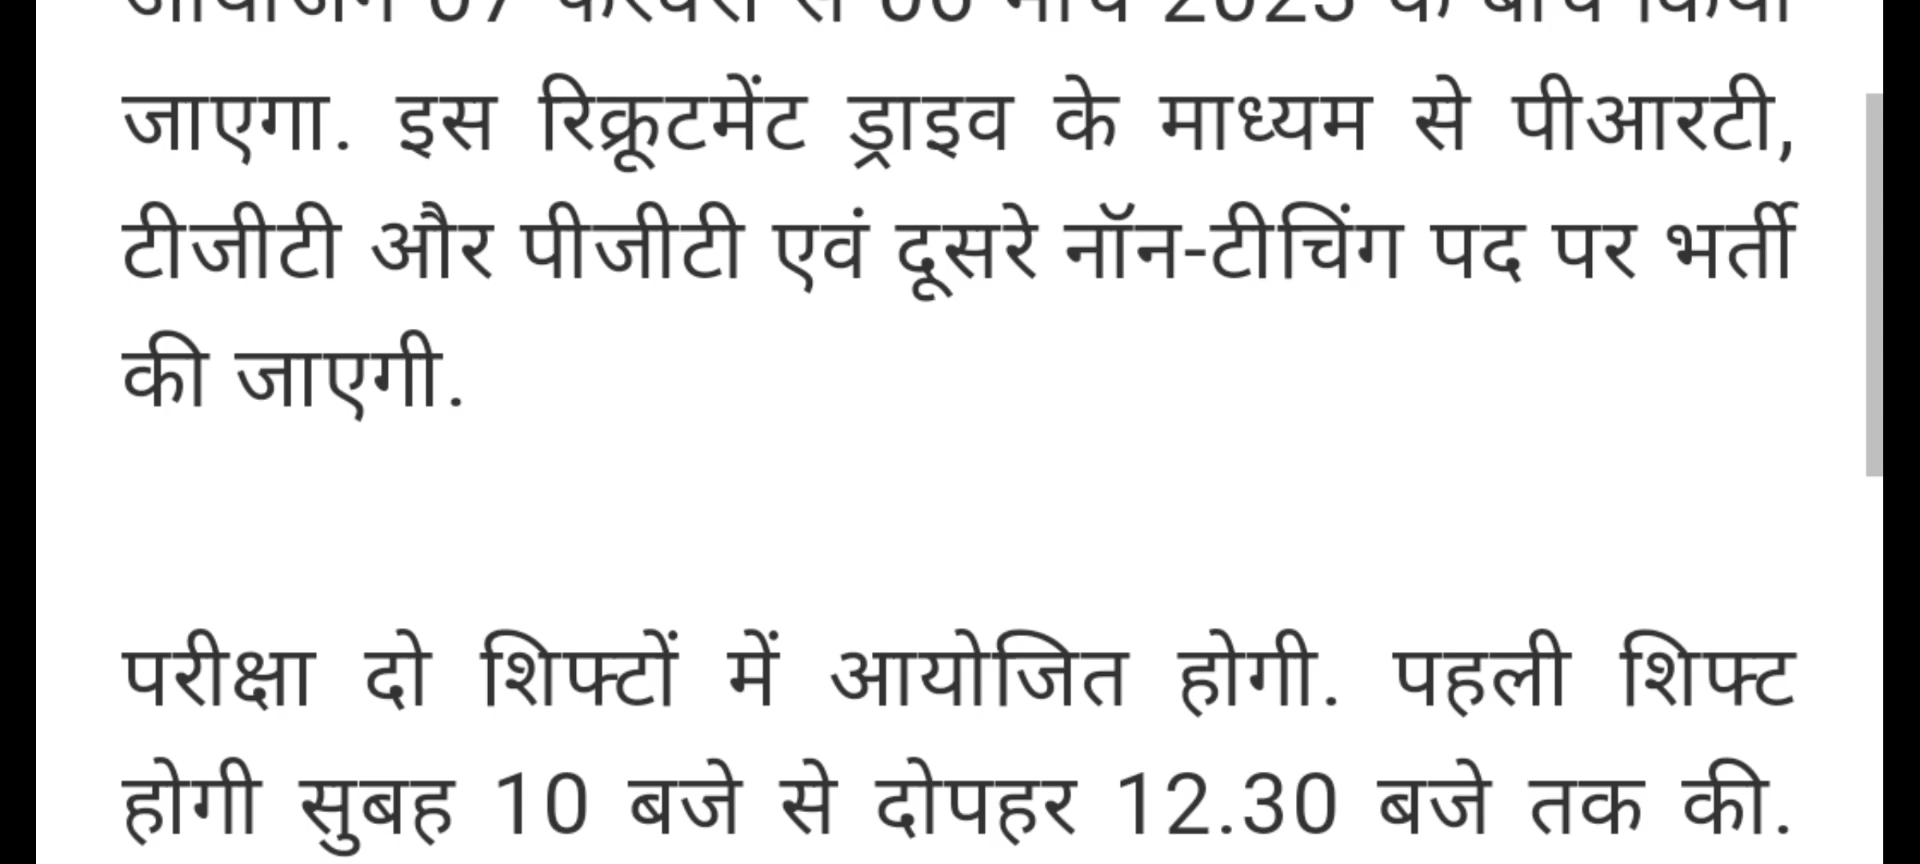 जाएगा. इस रिक्रूटमेंट ड्राइव के माध्यम से पीआरटी,
टीजीटी और पीजीटी एवं दूसरे नॉन-टीचिंग पद पर भर्ती
की जाएगी.
परीक्षा दो शिफ्टों में आयोजित होगी. पहली शिफ्ट
होगी सुबह 10 बजे से दोपहर 12.30 बजे तक की.